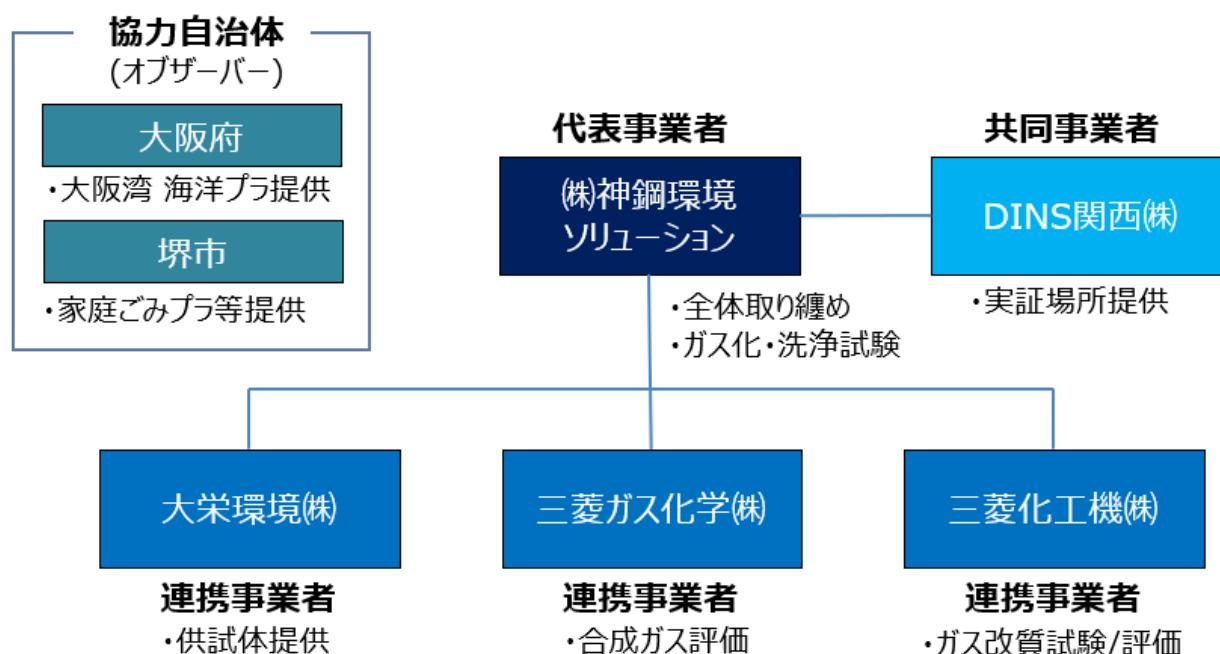 協力自治体
(オブザーバー)
大阪府
・大阪湾 海洋プラ提供
堺市
・家庭ごみプラ等提供
代表事業者
㈱神鋼環境
ソリューション
・全体取り纏め
・ガス化・洗浄試験
共同事業者
DINS関西㈱
・実証場所提供
大栄環境㈱
連携事業者
・供試体提供
三菱ガス化学㈱
連携事業者
・合成ガス評価
三菱化工機㈱
連携事業者
・ガス改質試験/評価